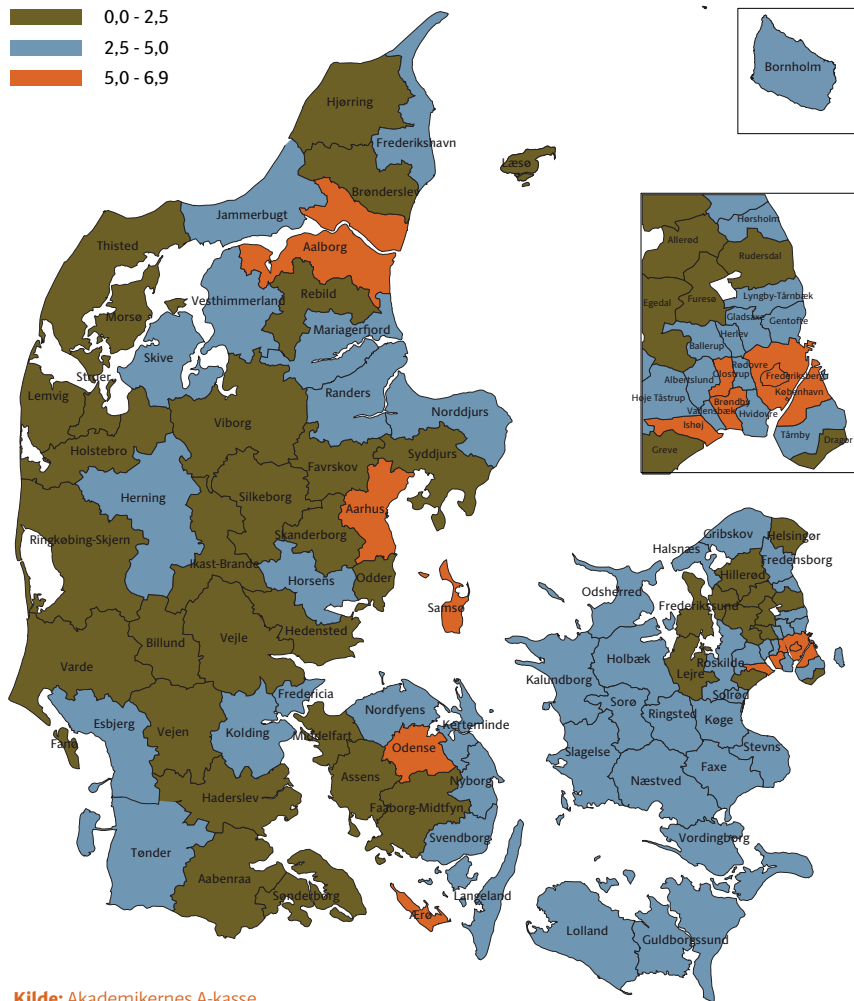 0,0 - 2,5
2,5 - 5,0
5,0 - 6,9
Bornholm
Hjørring
Frederikshavn
Læsø
Brønderslev
Jammerbugt
Aalborg
Thisted
Vesthimmerland
Rebild
Morsø
Mariagerfjord
Skive
Struer
Lemvig
Randers
Norddjurs
Viborg
Holstebro
Favrskov
Syddjurs
Herning
Silkeborg
Aarhus
Skanderborg
Ringkøbing-Skjern
Ikast-Brande
Horsens
Odder
Samsø
Hedensted
Billund
Vejle
Varde
Fredericia
Esbjerg
Nordfyens
Kerteminde
Fanø
Vejen
Kolding
Middelfart
Odense
Assens
Nyborg
Haderslev
Faaborg-Midtfyn
Svendborg
Tønder
Aabenraa
Sønderborg
Langeland
Ærø
Hørsholm
Allerød
Rudersdal
Egedal
Furesø
Lyngby-Tårnbæk
Gladsaxe
Gentofte
Herlev
Ballerup
Rødovre
Glostrup
Frederiksberg
Albertslund
København
Høje Tåstrup
Brøndby
Vallensbæk
Hvidovre
Ishøj
Tårnby
Dragør
Greve
Gribskov
Helsingør
Halsnæs
Fredensborg
Hillerød
Odsherred
Frederikssund
Holbæk
Roskilde
Kalundborg
Lejre
Solrød
Sorø
Ringsted
Køge
Slagelse
Stevns
Faxe
Næstved
Vordingborg
Lolland
Guldborgsund
Kilde: Akademikernes A-kasse